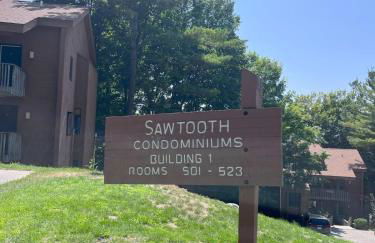 SAWTOOTH
CONDOMINIUMS
BUILDING 1
ROOMS 501 - 523